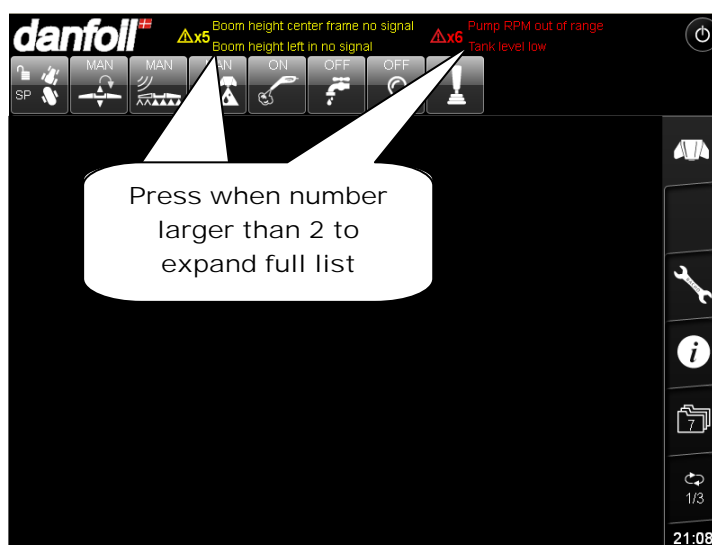 danfoil
x5
Boom height center frame no signal
Boom height left in no signal
x6
Pump RPM out of range
Tank level low
SP
MAN
MAN
ON
OFF
OFF
Press when number
larger than 2 to
expand full list
i
7
1/3
21:08